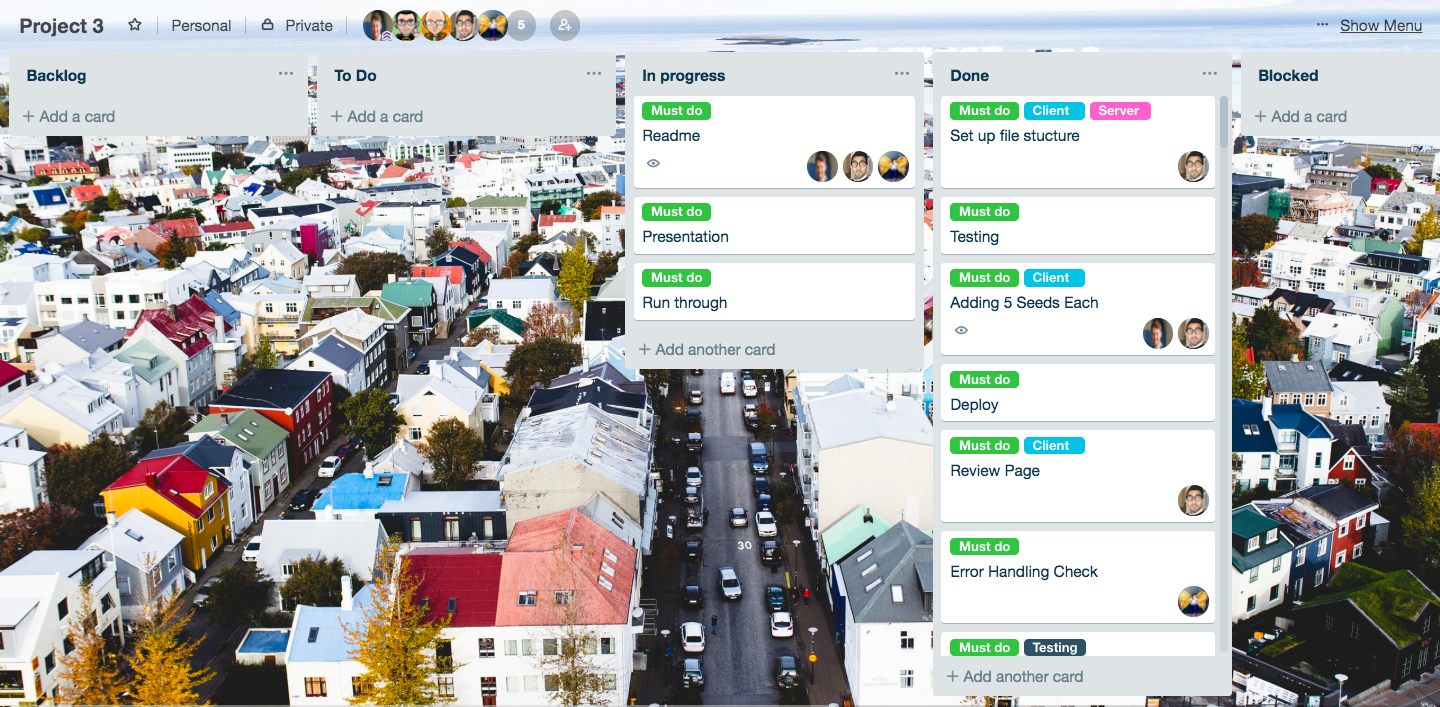 Project 3 Personal Private 5 Show Menu
Backlog
+ Add a card
To Do
+ Add a card
In progress
Must do
Readme
Must do
Presentation
Must do
Run through
+ Add another card
Done
Must do Client Server
Set up file stucture
Must do
Testing
Must do Client
Adding 5 Seeds Each
Must do
Deploy
Must do Client
Review Page
Must do
Error Handling Check
Must do Testing
+ Add another card
Blocked
+ Add a card
30